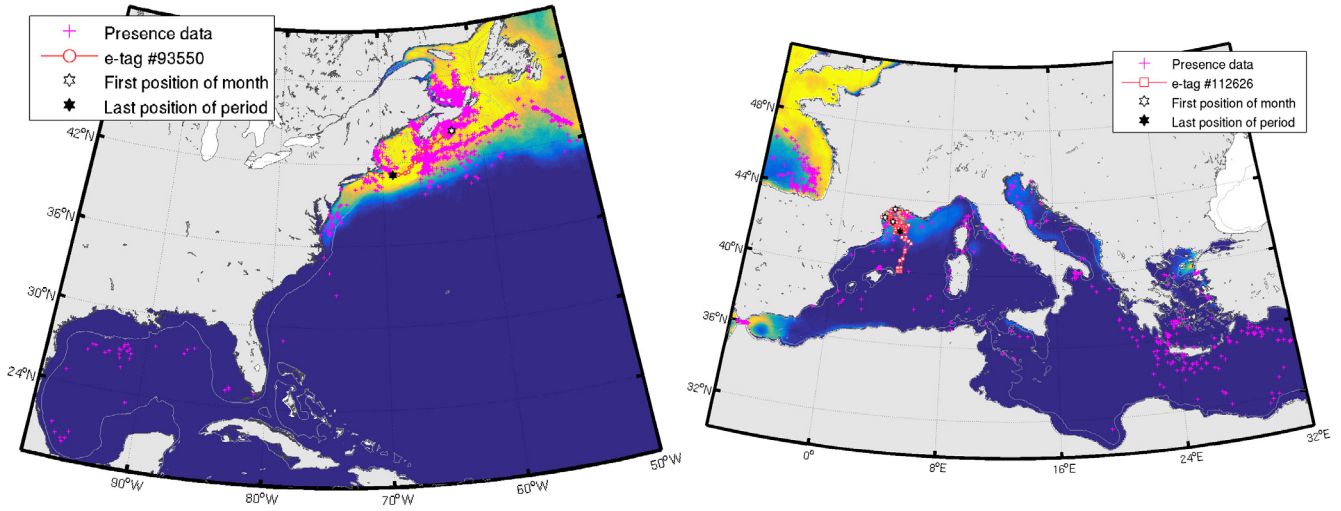 Presence data
e-tag #93550
First position of month
Last position of period
42°N
36°N
30°N
24°N
90°W
80°W
70°W
60°W
50°W
Presence data
e-tag #112626
First position of month
Last position of period
48°N
44°N
40°N
36°N
32°N
0°
8°E
16°E
24°E
32°E